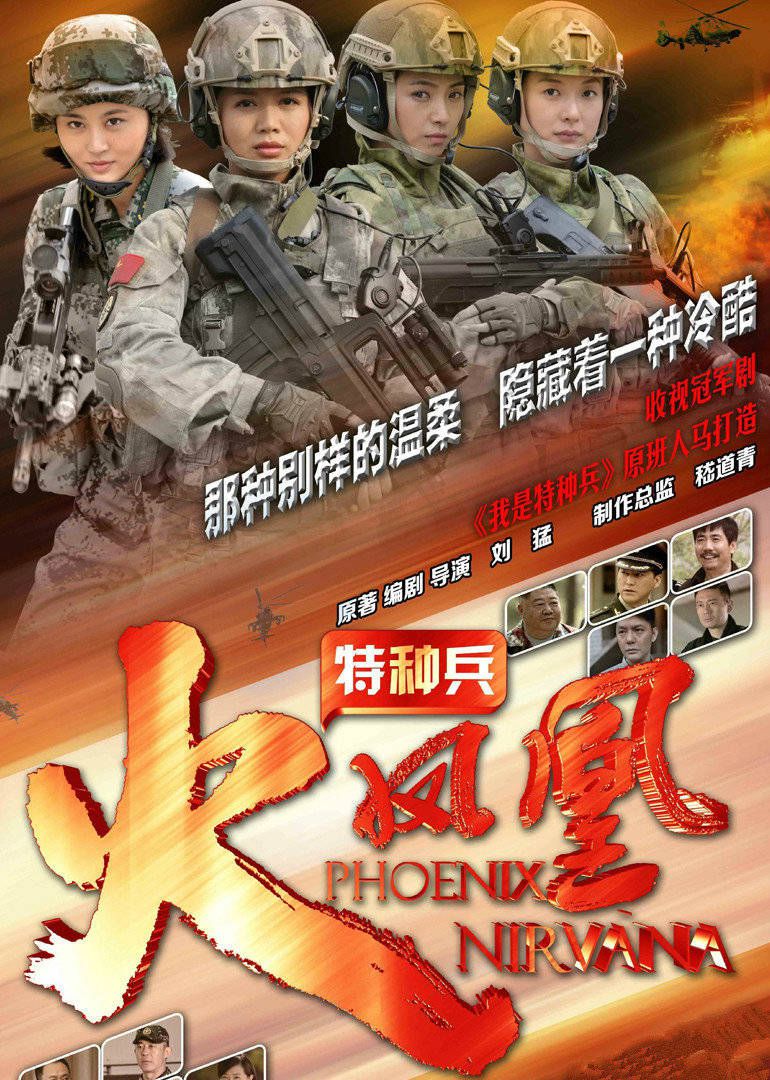 那种别样的温柔 隐藏着一种冷酷
收视冠军剧
《我是特种兵》原班人马打造
原著 编剧 导演 刘 猛 制作总监 嵇道青
特种兵
火凤凰
PHOENIX
NIRVANA